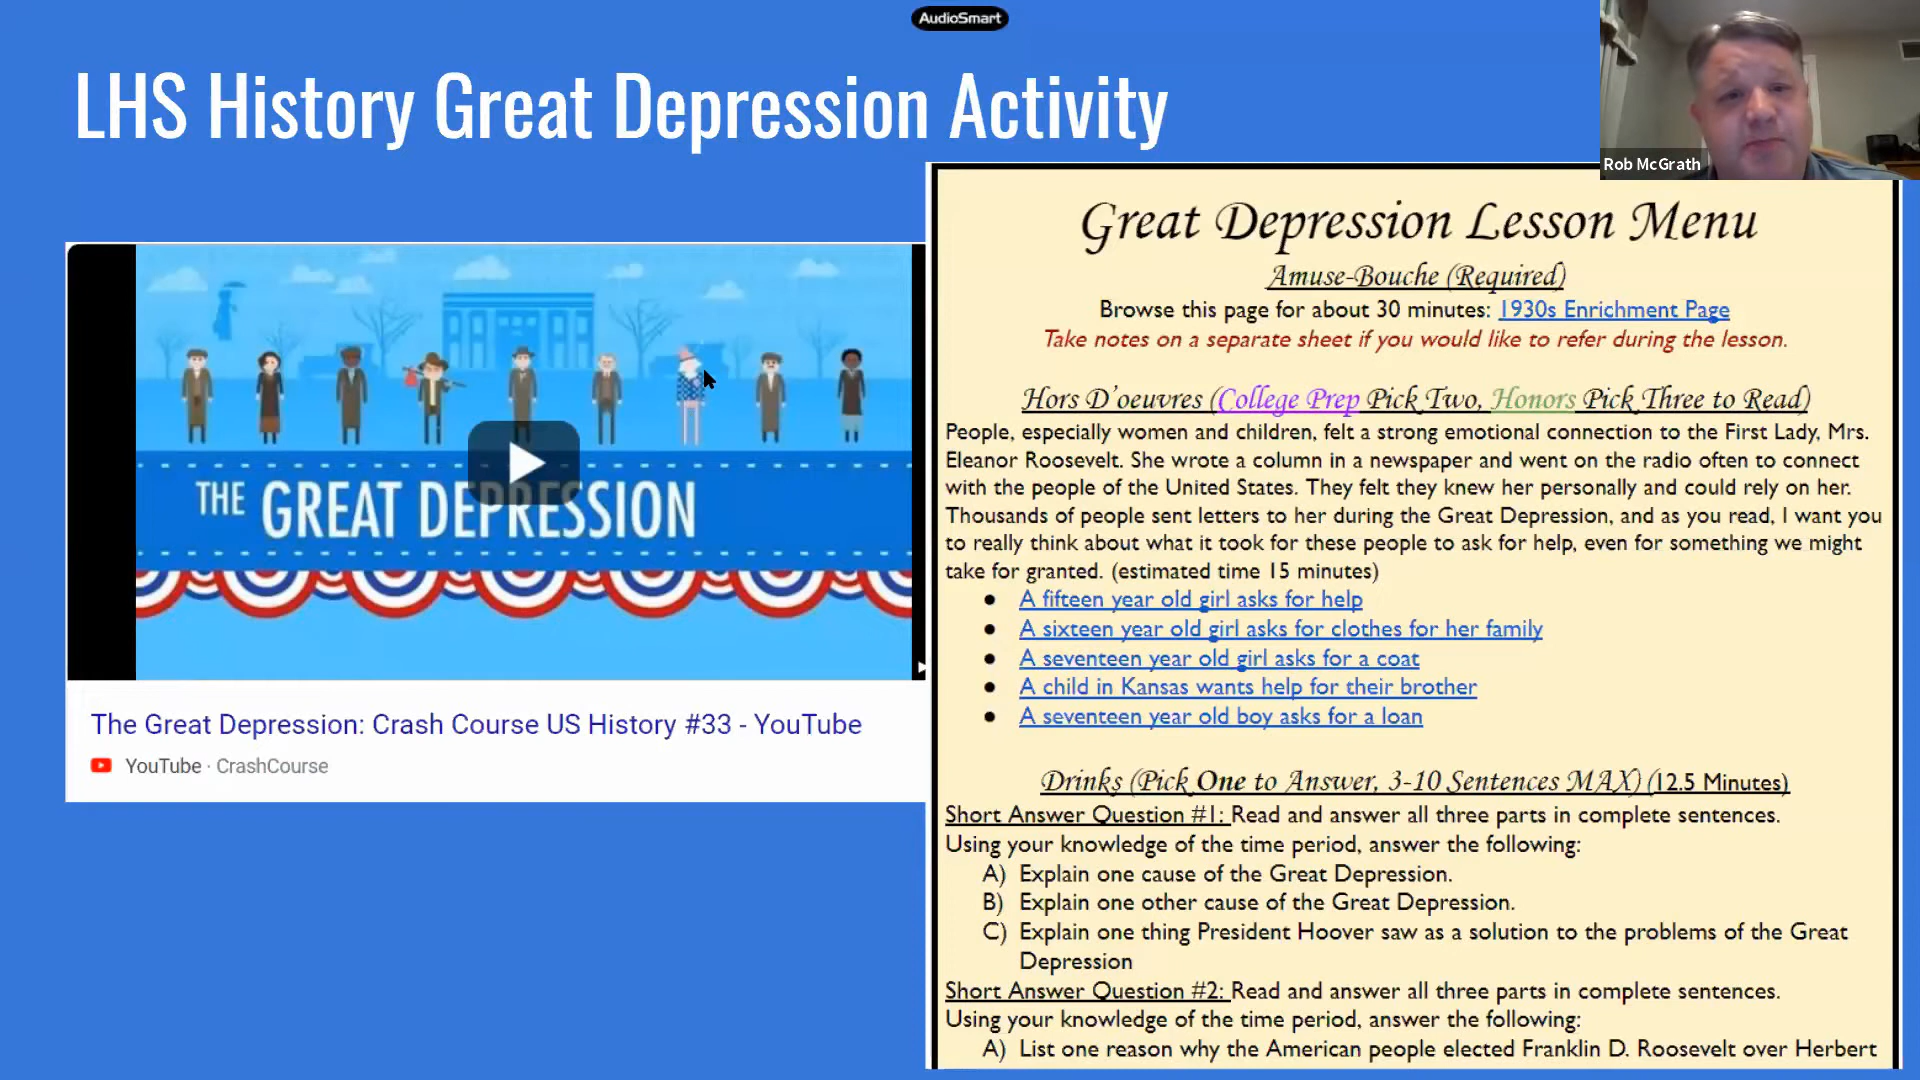 AudioSmart
LHS History Great Depression Activity
Rob McGrath
THE GREAT DEPRESSION
The Great Depression: Crash Course US History #33 - YouTube
YouTube · CrashCourse
Great Depression Lesson Menu
Amuse-Bouche (Required)
Browse this page for about 30 minutes: 1930s Enrichment Page
Take notes on a separate sheet if you would like to refer during the lesson.
Hors D'oeuvres (College Prep Pick Two, Honors Pick Three to Read)
People, especially women and children, felt a strong emotional connection to the First Lady, Mrs.
Eleanor Roosevelt. She wrote a column in a newspaper and went on the radio often to connect
with the people of the United States. They felt they knew her personally and could rely on her.
Thousands of people sent letters to her during the Great Depression, and as you read, I want you
to really think about what it took for these people to ask for help, even for something we might
take for granted. (estimated time 15 minutes)
● A fifteen year old girl asks for help
● A sixteen year old girl asks for clothes for her family
● A seventeen year old girl asks for a coat
● A child in Kansas wants help for their brother
● A seventeen year old boy asks for a loan
Drinks (Pick One to Answer, 3-10 Sentences MAX) (12.5 Minutes)
Short Answer Question #1: Read and answer all three parts in complete sentences.
Using your knowledge of the time period, answer the following:
A) Explain one cause of the Great Depression.
B) Explain one other cause of the Great Depression.
C) Explain one thing President Hoover saw as a solution to the problems of the Great
Depression
Short Answer Question #2: Read and answer all three parts in complete sentences.
Using your knowledge of the time period, answer the following:
A) List one reason why the American people elected Franklin D. Roosevelt over Herbert